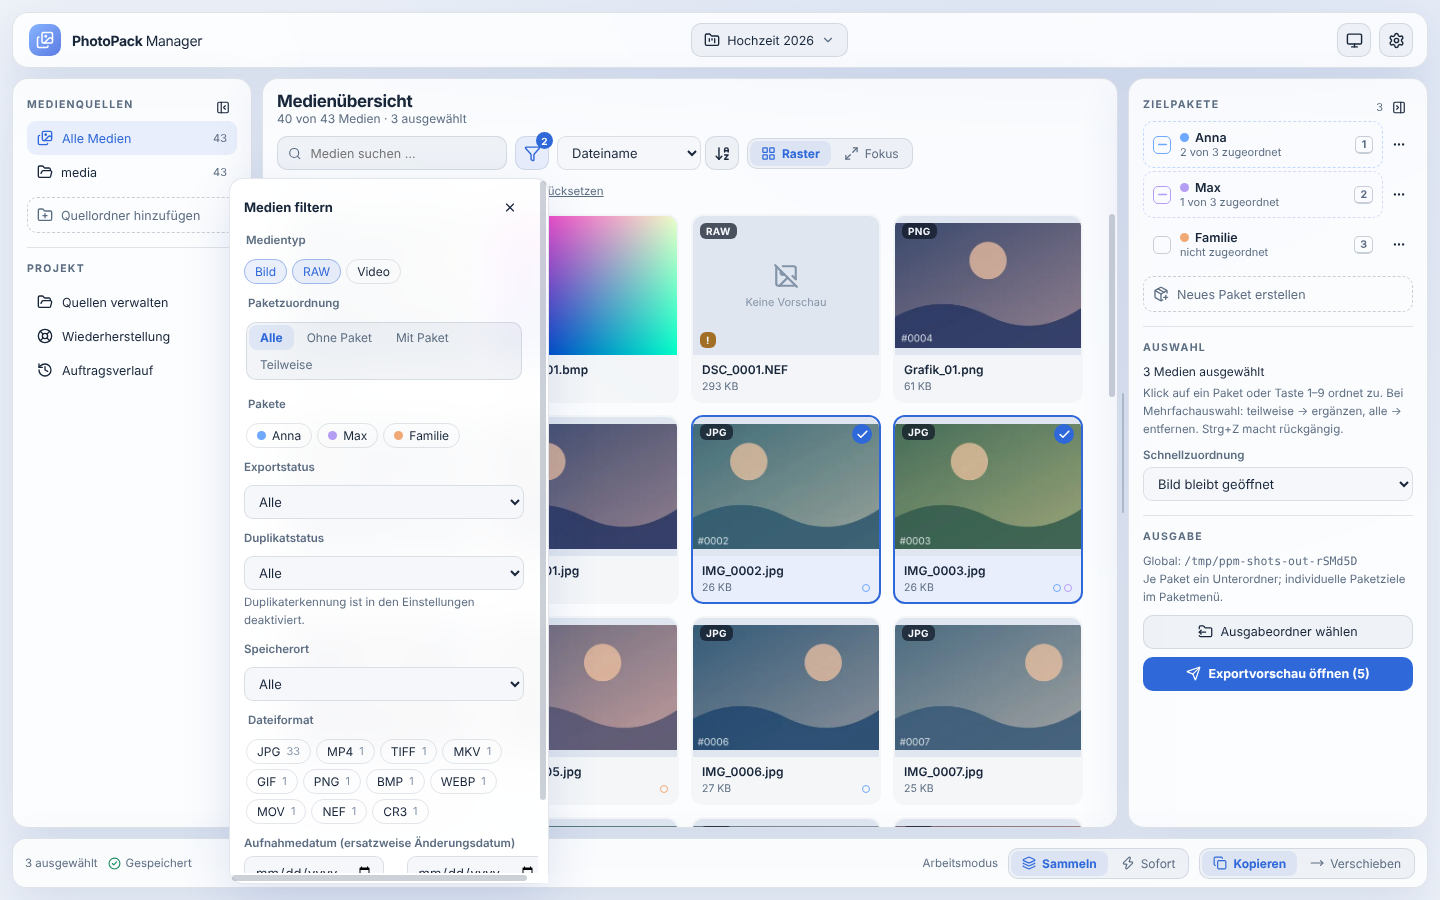 PhotoPack Manager
Hochzeit 2026
MEDIENQUELLEN
Alle Medien 43
media 43
Quellordner hinzufügen
PROJEKT
Quellen verwalten
Wiederherstellung
Auftragsverlauf
Medienübersicht
40 von 43 Medien · 3 ausgewählt
Medien suchen ...
2
Dateiname
Raster
Fokus
ücksetzen
Medien filtern
Medientyp
Bild RAW Video
Paketzuordnung
Alle Ohne Paket Mit Paket
Teilweise
Pakete
Anna Max Familie
Exportstatus
Alle
Duplikatstatus
Alle
Duplikaterkennung ist in den Einstellungen
deaktiviert.
Speicherort
Alle
Dateiformat
JPG 33 MP4 1 TIFF 1 MKV 1
GIF 1 PNG 1 BMP 1 WEBP 1
MOV 1 NEF 1 CR3 1
Aufnahmedatum (ersatzweise Änderungsdatum)
mm/dd/yyyy mm/dd/yyyy
01.bmp
RAW
Keine Vorschau
!
DSC_0001.NEF
293 KB
PNG
#0004
Grafik_01.png
61 KB
01.jpg
JPG
#0002
IMG_0002.jpg
26 KB
JPG
#0003
IMG_0003.jpg
26 KB
05.jpg
JPG
#0006
IMG_0006.jpg
27 KB
JPG
#0007
IMG_0007.jpg
25 KB
ZIELPAKETE 3
Anna
2 von 3 zugeordnet
1
Max
1 von 3 zugeordnet
2
Familie
nicht zugeordnet
3
Neues Paket erstellen
AUSWAHL
3 Medien ausgewählt
Klick auf ein Paket oder Taste 1–9 ordnet zu. Bei
Mehrfachauswahl: teilweise → ergänzen, alle →
entfernen. Strg+Z macht rückgängig.
Schnellzuordnung
Bild bleibt geöffnet
AUSGABE
Global: /tmp/ppm-shots-out-rSMd5D
Je Paket ein Unterordner; individuelle Paketziele
im Paketmenü.
Ausgabeordner wählen
Exportvorschau öffnen (5)
3 ausgewählt
Gespeichert
Arbeitsmodus
Sammeln
Sofort
Kopieren
Verschieben